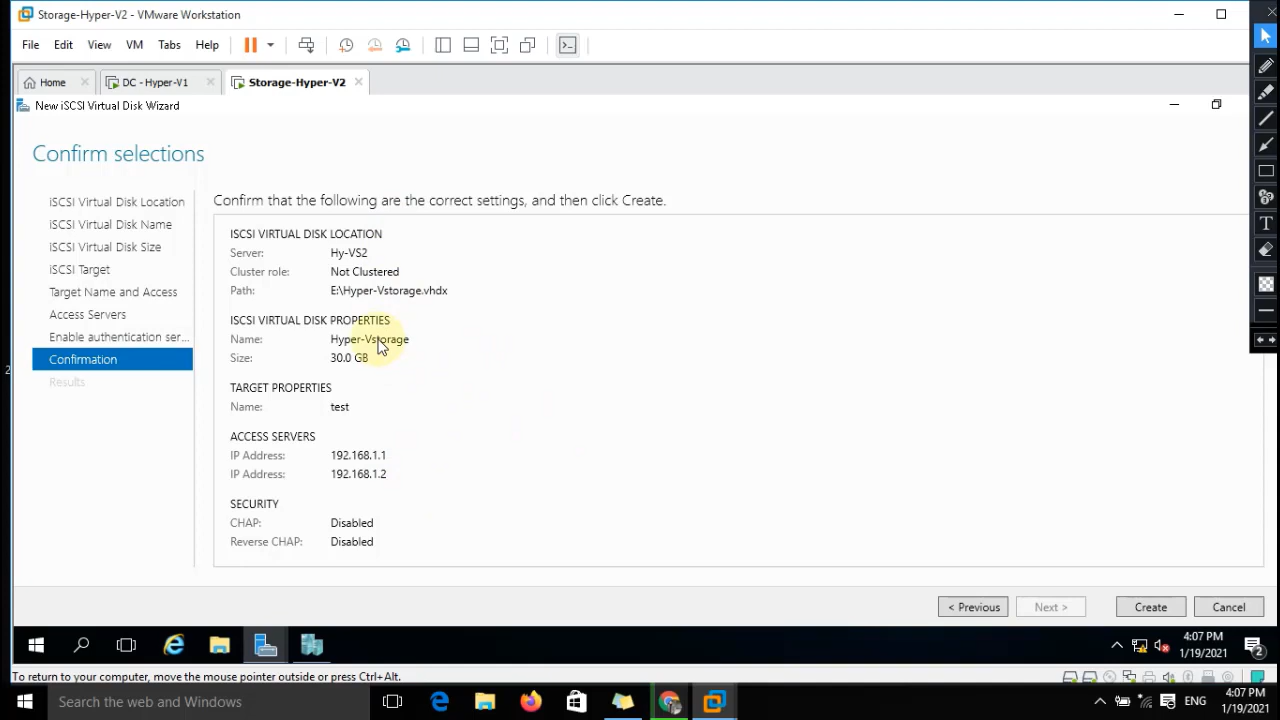 Storage-Hyper-V2 - VMware Workstation
File Edit View VM Tabs Help
Home DC - Hyper-V1 Storage-Hyper-V2
New iSCSI Virtual Disk Wizard
Confirm selections
iSCSI Virtual Disk Location
iSCSI Virtual Disk Name
iSCSI Virtual Disk Size
iSCSI Target
Target Name and Access
Access Servers
Enable authentication ser...
Confirmation
Results
Confirm that the following are the correct settings, and then click Create.
ISCSI VIRTUAL DISK LOCATION
Server: Hy-VS2
Cluster role: Not Clustered
Path: E:\Hyper-Vstorage.vhdx
ISCSI VIRTUAL DISK PROPERTIES
Name: Hyper-Vstorage
Size: 30.0 GB
TARGET PROPERTIES
Name: test
ACCESS SERVERS
IP Address: 192.168.1.1
IP Address: 192.168.1.2
SECURITY
CHAP: Disabled
Reverse CHAP: Disabled
< Previous Next > Create Cancel
4:07 PM
1/19/2021
2
To return to your computer, move the mouse pointer outside or press Ctrl+Alt.
Search the web and Windows
ENG
4:07 PM
1/19/2021
T
2